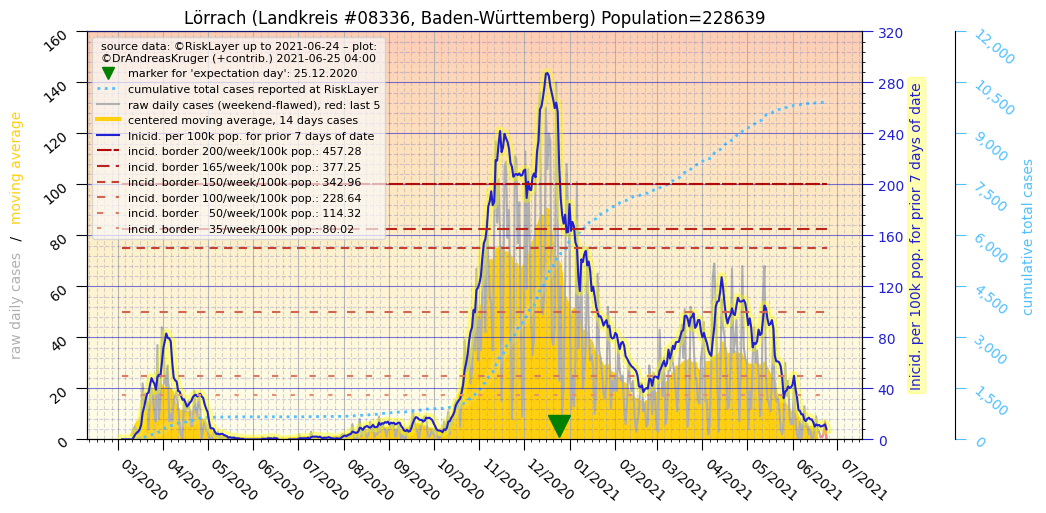 Lörrach (Landkreis #08336, Baden-Württemberg) Population=228639
source data: ©RiskLayer up to 2021-06-24 – plot:
©DrAndreasKruger (+contrib.) 2021-06-25 04:00
marker for 'expectation day': 25.12.2020
cumulative total cases reported at RiskLayer
raw daily cases (weekend-flawed), red: last 5
centered moving average, 14 days cases
Inicid. per 100k pop. for prior 7 days of date
incid. border 200/week/100k pop.: 457.28
incid. border 165/week/100k pop.: 377.25
incid. border 150/week/100k pop.: 342.96
incid. border 100/week/100k pop.: 228.64
incid. border   50/week/100k pop.: 114.32
incid. border   35/week/100k pop.: 80.02
raw daily cases / moving average
160
140
120
100
80
60
40
20
0
03/2020
04/2020
05/2020
06/2020
07/2020
08/2020
09/2020
10/2020
11/2020
12/2020
01/2021
02/2021
03/2021
04/2021
05/2021
06/2021
07/2021
320
280
240
200
160
120
80
40
0
Inicid. per 100k pop. for prior 7 days of date
12,000
10,500
9,000
7,500
6,000
4,500
3,000
1,500
0
cumulative total cases